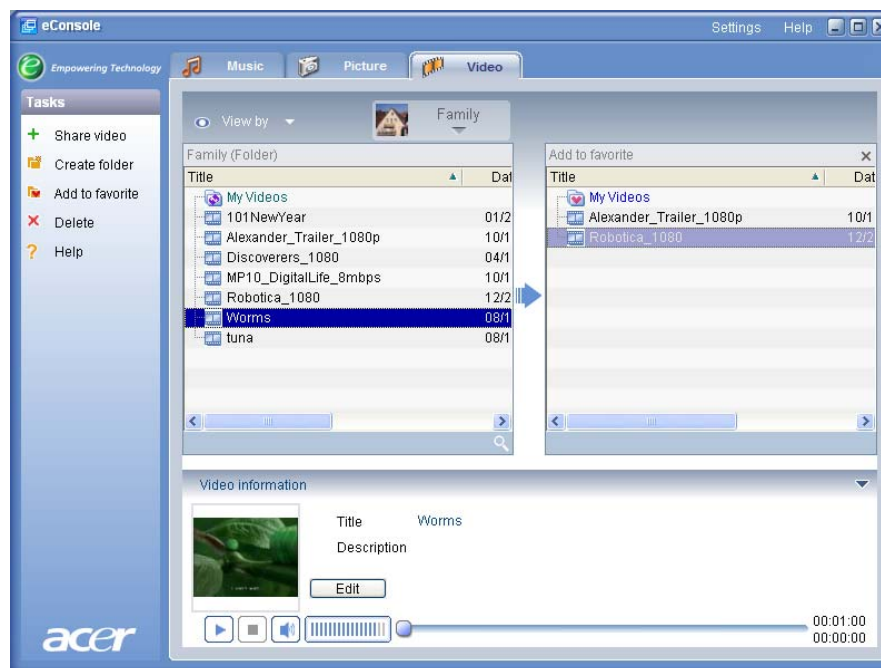 eConsole
Settings Help
Empowering Technology
Music Picture Video
Tasks
Share video
Create folder
Add to favorite
Delete
Help
View by
Family
Family (Folder)
Title Dat
My Videos
101NewYear 01/2
Alexander_Trailer_1080p 10/1
Discoverers_1080 04/1
MP10_DigitalLife_8mbps 10/1
Robotica_1080 12/2
Worms 08/1
tuna 08/1
Add to favorite
Title Dat
My Videos
Alexander_Trailer_1080p 10/1
Robotica_1080 12/2
Video information
Title Worms
Description
Edit
00:01:00
00:00:00
acer